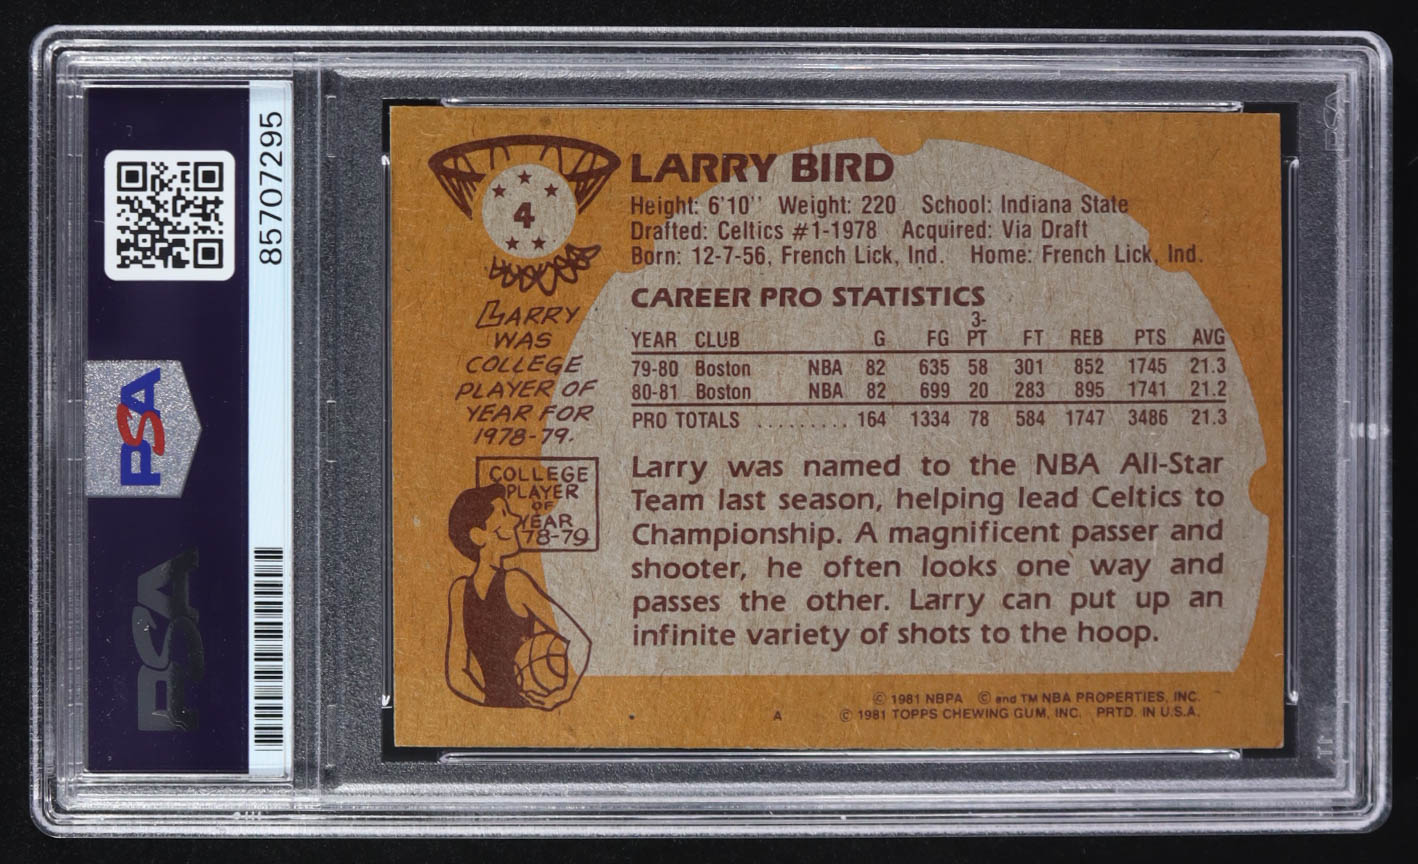 85707295
PSA
PSA
4
LARRY BIRD
Height: 6'10'' Weight: 220 School: Indiana State
Drafted: Celtics #1-1978 Acquired: Via Draft
Born: 12-7-56, French Lick, Ind. Home: French Lick, Ind.
LARRY
WAS
COLLEGE
PLAYER OF
YEAR FOR
1978-79.
COLLEGE
PLAYER
OF
YEAR
78-79
CAREER PRO STATISTICS
YEAR CLUB G FG 3-PT FT REB PTS AVG
79-80 Boston NBA 82 635 58 301 852 1745 21.3
80-81 Boston NBA 82 699 20 283 895 1741 21.2
PRO TOTALS ......... 164 1334 78 584 1747 3486 21.3
Larry was named to the NBA All-Star
Team last season, helping lead Celtics to
Championship. A magnificent passer and
shooter, he often looks one way and
passes the other. Larry can put up an
infinite variety of shots to the hoop.
© 1981 NBPA © and TM NBA PROPERTIES, INC.
A © 1981 TOPPS CHEWING GUM, INC. PRTD. IN U.S.A.